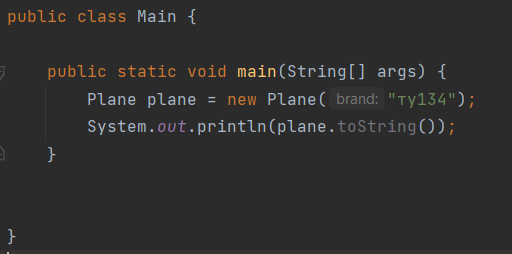 public class Main {
public static void main(String[] args) {
Plane plane = new Plane( brand: "ту134");
System.out.println(plane.toString());
}
}